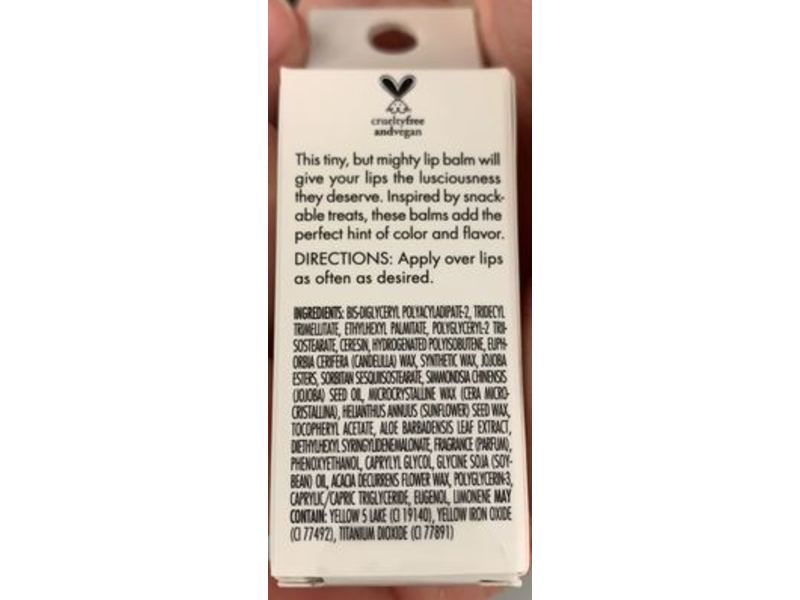 crueltyfree
andvegan
This tiny, but mighty lip balm will
give your lips the lusciousness
they deserve. Inspired by snack-
able treats, these balms add the
perfect hint of color and flavor.
DIRECTIONS: Apply over lips
as often as desired.
INGREDIENTS: BIS-DIGLYCERYL POLYACYLADIPATE-2, TRIDECYL
TRIMELLITATE, ETHYLHEXYL PALMITATE, POLYGLYCERYL-2 TRII-
SOSTEARATE, CERESIN, HYDROGENATED POLYISOBUTENE, EUPH-
ORBIA CERIFERA (CANDELILLA) WAX, SYNTHETIC WAX, JOJOBA
ESTERS, SORBITAN SESQUIISOSTEARATE, SIMMONDSIA CHINENSIS
(JOJOBA) SEED OIL, MICROCRYSTALLINE WAX (CERA MICRO-
CRISTALLINA), HELIANTHUS ANNUUS (SUNFLOWER) SEED WAX,
TOCOPHERYL ACETATE, ALOE BARBADENSIS LEAF EXTRACT,
DIETHYLHEXYL SYRINGYLIDENEMALONATE, FRAGRANCE (PARFUM),
PHENOXYETHANOL, CAPRYLYL GLYCOL, GLYCINE SOJA (SOY-
BEAN) OIL, ACACIA DECURRENS FLOWER WAX, POLYGLYCERIN-3,
CAPRYLIC/CAPRIC TRIGLYCERIDE, EUGENOL, LIMONENE MAY
CONTAIN: YELLOW 5 LAKE (CI 19140), YELLOW IRON OXIDE
(CI 77492), TITANIUM DIOXIDE (CI 77891)